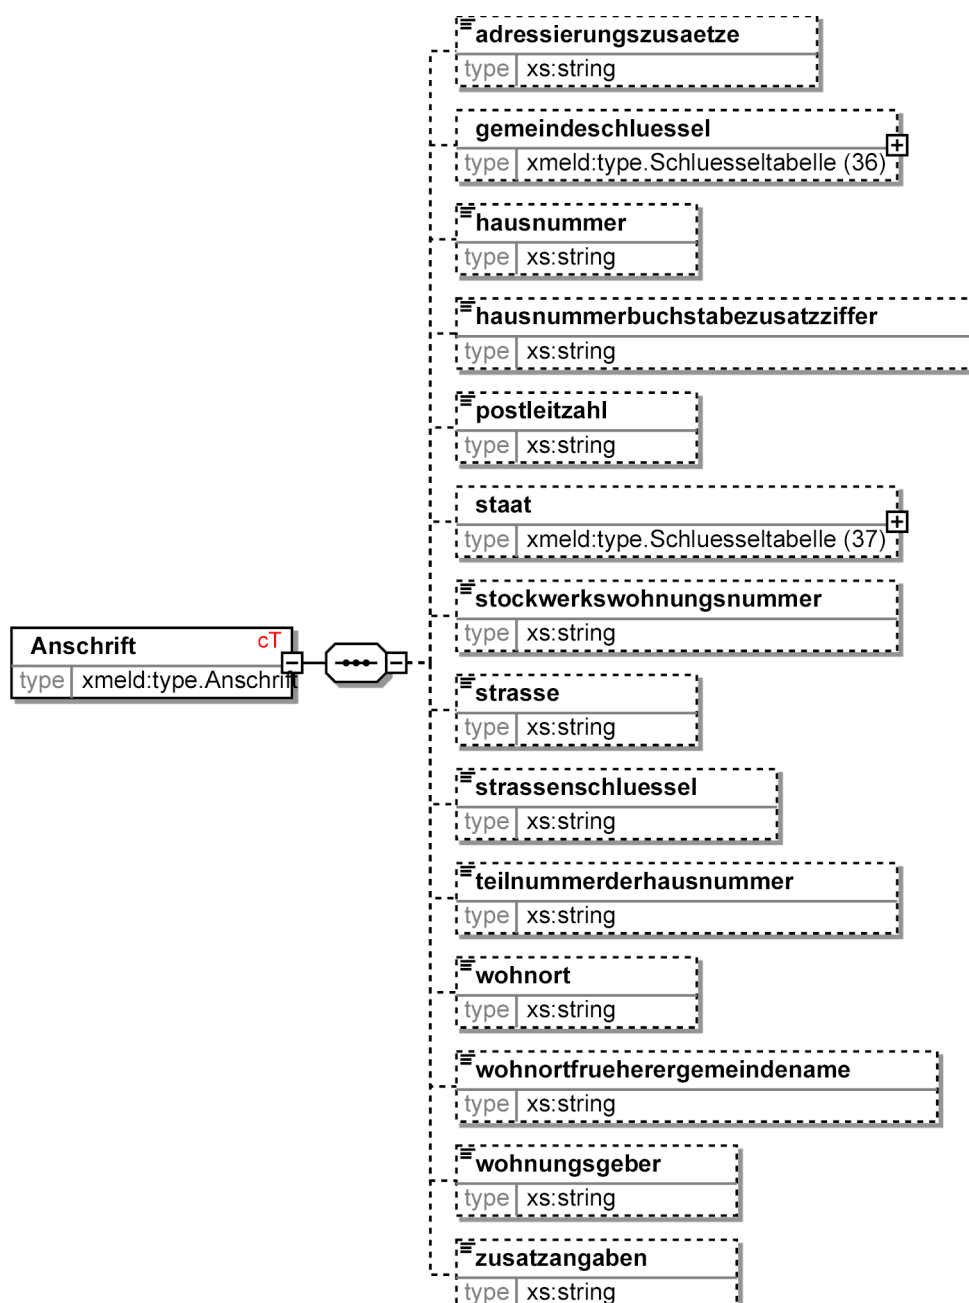 adressierungszusaetze
type xs:string
gemeindeschluessel
type xmeld:type.Schluesseltabelle (36)
hausnummer
type xs:string
hausnummerbuchstabezusatzziffer
type xs:string
postleitzahl
type xs:string
staat
type xmeld:type.Schluesseltabelle (37)
stockwerkswohnungsnummer
type xs:string
Anschrift cT
type xmeld:type.Anschrift
strasse
type xs:string
strassenschluessel
type xs:string
teilnummerderhausnummer
type xs:string
wohnort
type xs:string
wohnortfrueherergemeindename
type xs:string
wohnungsgeber
type xs:string
zusatzangaben
type xs:string